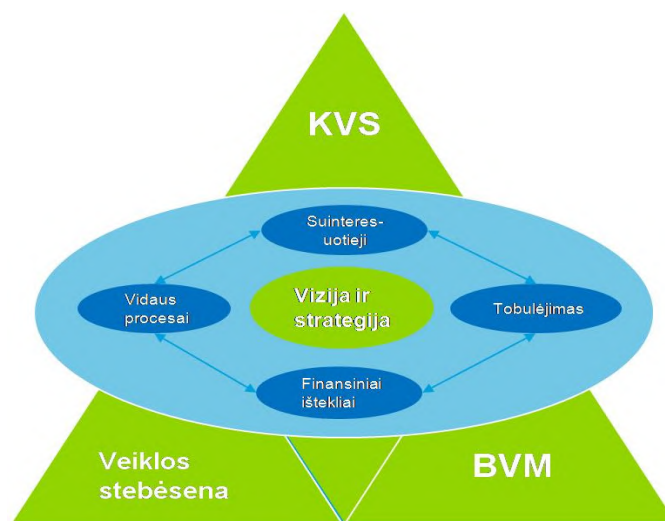 KVS
Suinteres-
uotieji
Vidaus
procesai
Vizija ir
strategija
Tobulėjimas
Finansiniai
ištekliai
Veiklos
stebėsena
BVM